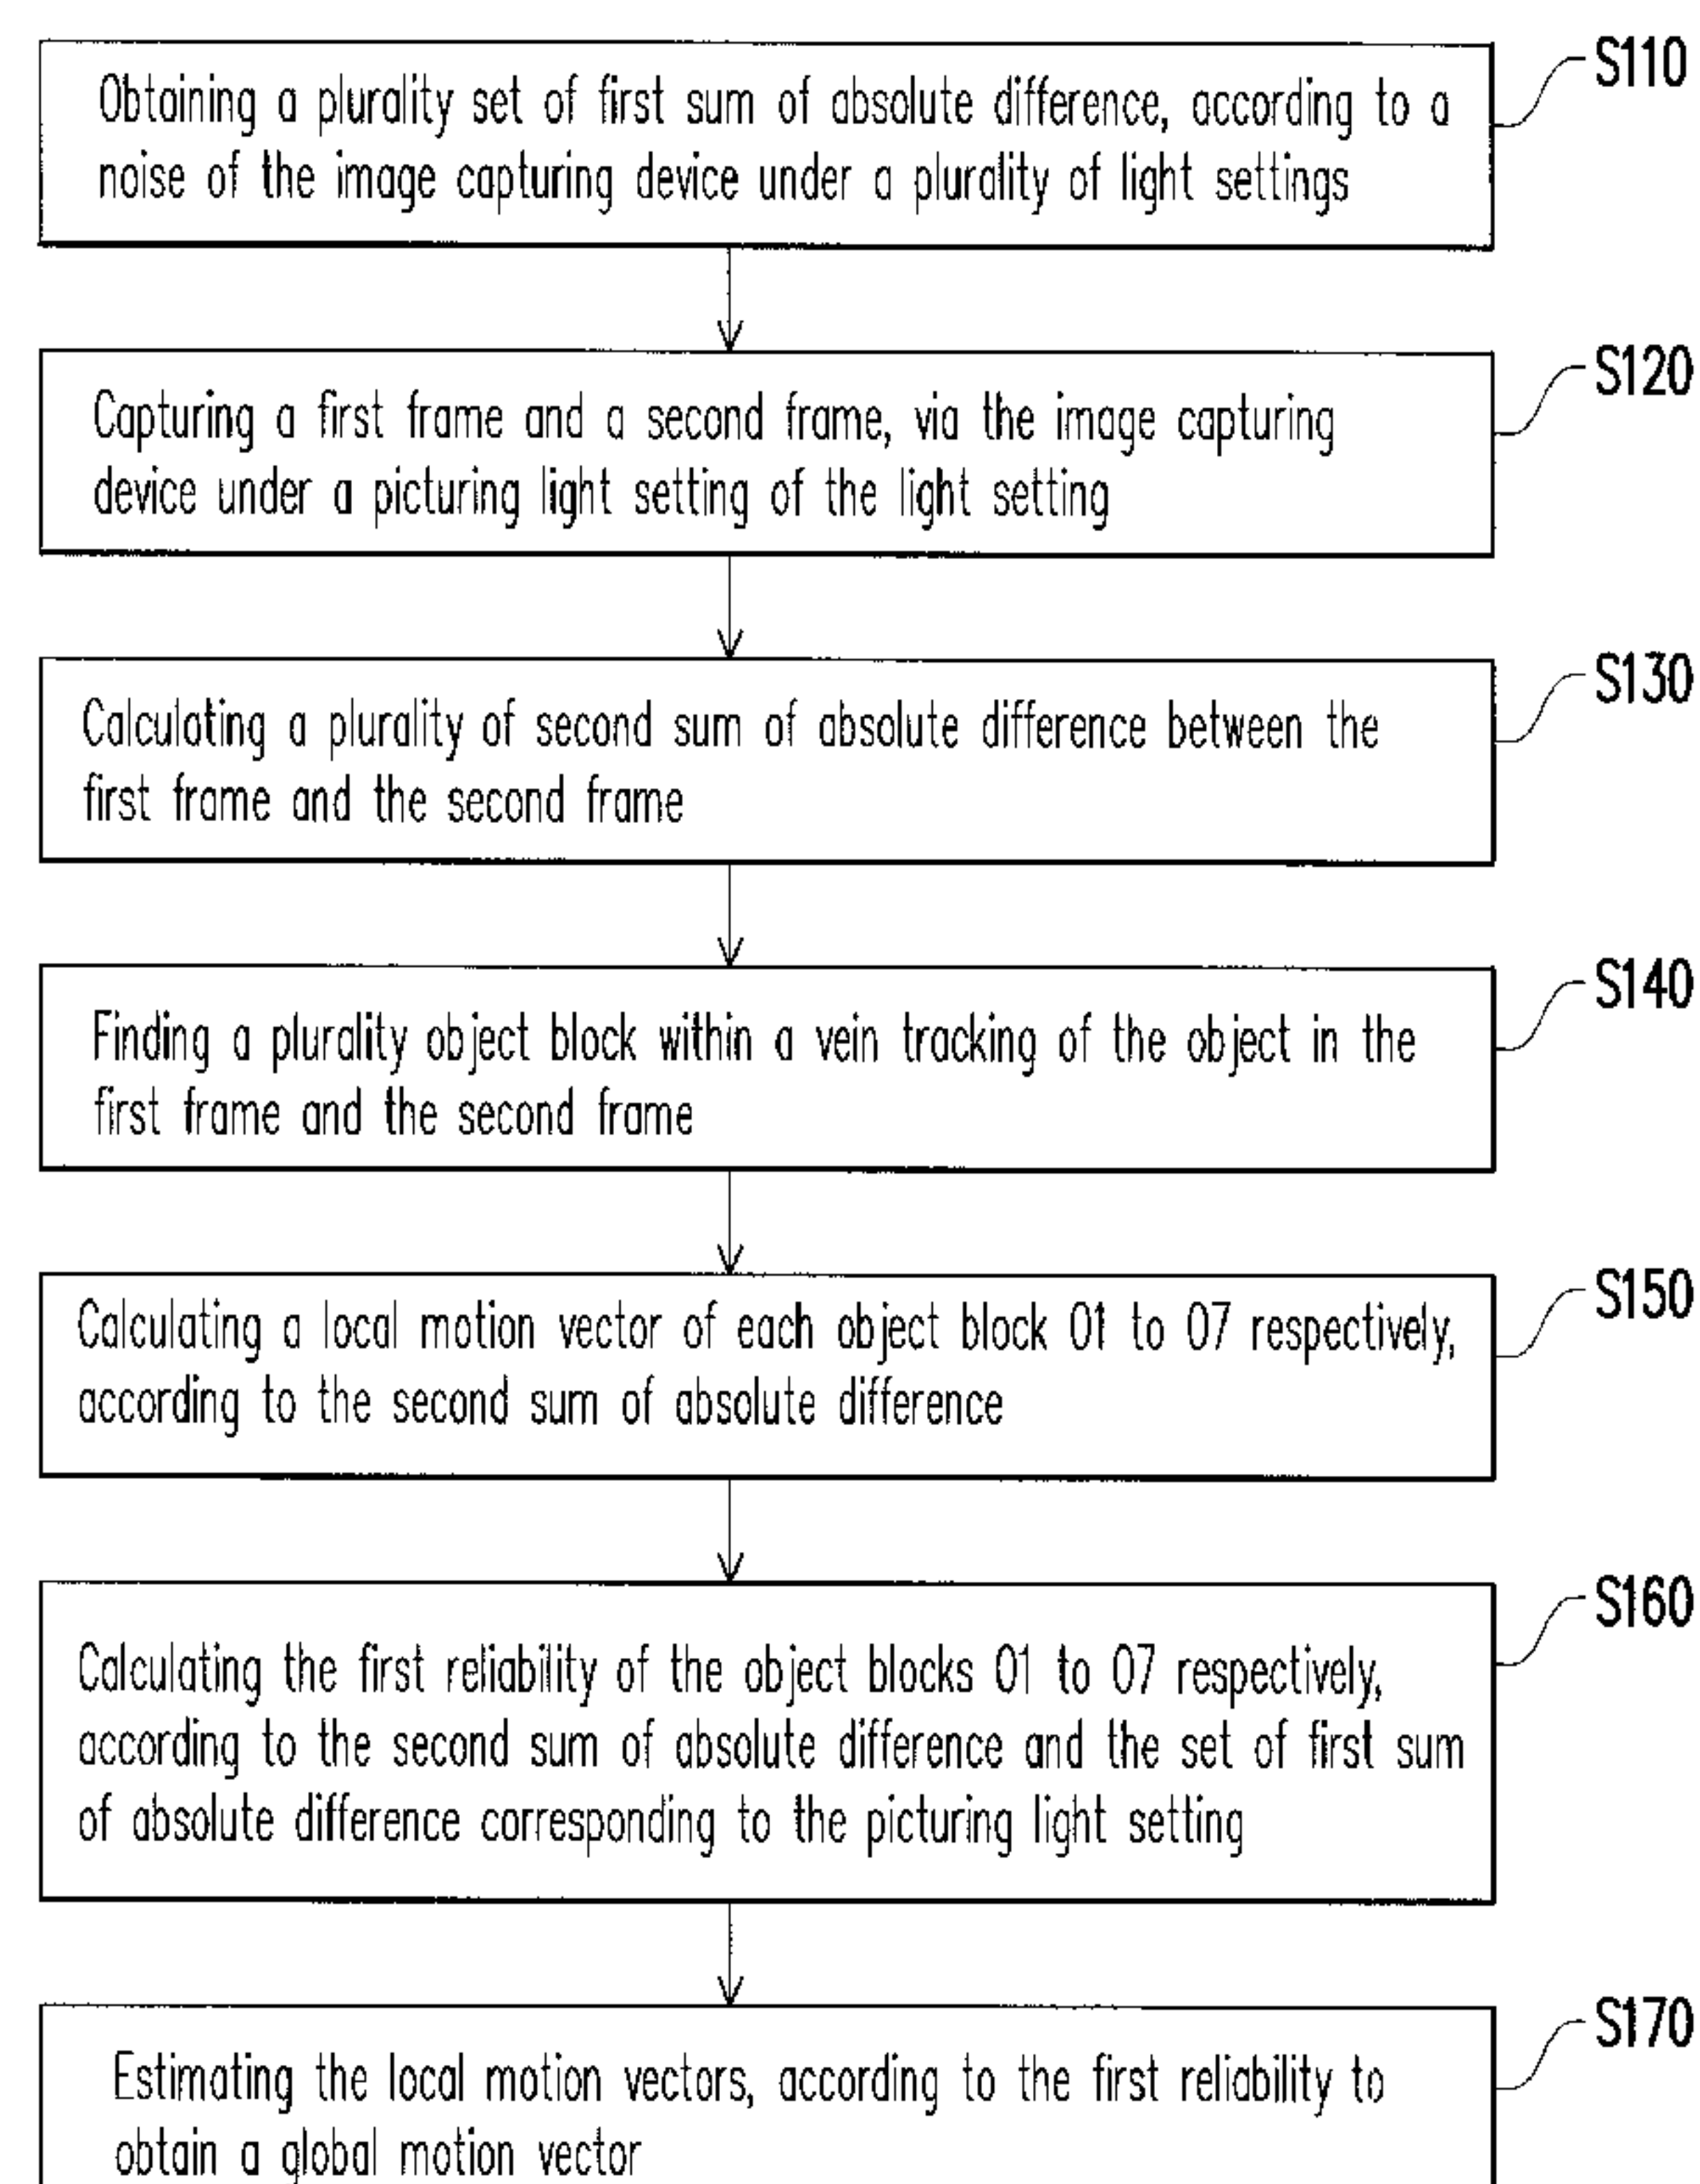 S110
Obtaining a plurality set of first sum of absolute difference, according to a
noise of the image capturing device under a plurality of light settings
S120
Capturing a first frame and a second frame, via the image capturing
device under a picturing light setting of the light setting
S130
Calculating a plurality of second sum of absolute difference between the
first frame and the second frame
S140
Finding a plurality object block within a vein tracking of the object in the
first frame and the second frame
S150
Calculating a local motion vector of each object block O1 to O7 respectively,
according to the second sum of absolute difference
S160
Calculating the first reliability of the object blocks O1 to O7 respectively,
according to the second sum of absolute difference and the set of first sum
of absolute difference corresponding to the picturing light setting
S170
Estimating the local motion vectors, according to the first reliability to
obtain a global motion vector